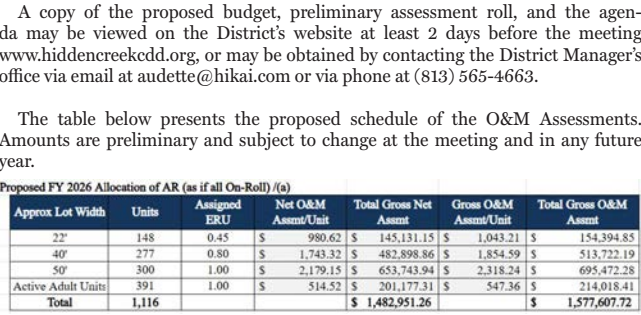 A copy of the proposed budget, preliminary assessment roll, and the agen-
da may be viewed on the District's website at least 2 days before the meeting
www.hiddencreekcdd.org, or may be obtained by contacting the District Manager's
office via email at audette@hikai.com or via phone at (813) 565-4663.
The table below presents the proposed schedule of the O&M Assessments.
Amounts are preliminary and subject to change at the meeting and in any future
year.
Proposed FY 2026 Allocation of AR (as if all On-Roll) /(a)
Approx Lot Width Units Assigned ERU Net O&M Assmt/Unit Total Gross Net Assmt Gross O&M Assmt/Unit Total Gross O&M Assmt
22' 148 0.45 $ 980.62 $ 145,131.15 $ 1,043.21 $ 154,394.85
40' 277 0.80 $ 1,743.32 $ 482,898.86 $ 1,854.59 $ 513,722.19
50' 300 1.00 $ 2,179.15 $ 653,743.94 $ 2,318.24 $ 695,472.28
Active Adult Units 391 1.00 $ 514.52 $ 201,177.31 $ 547.36 $ 214,018.41
Total 1,116 $ 1,482,951.26 $ 1,577,607.72